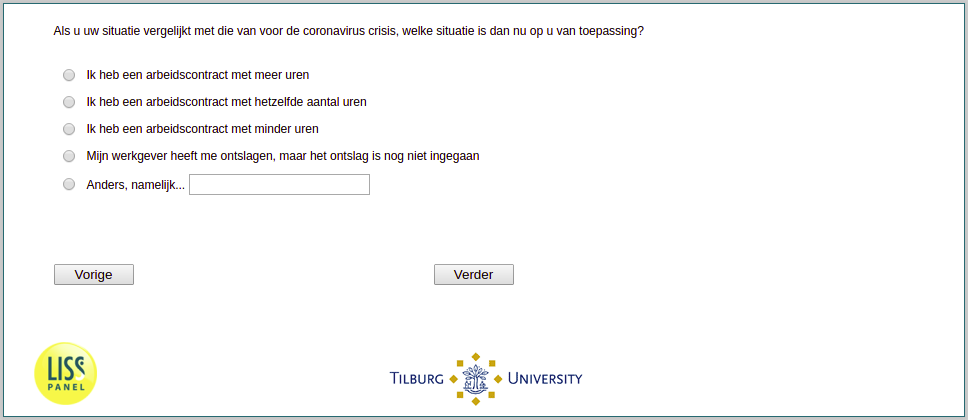 Als u uw situatie vergelijkt met die van voor de coronavirus crisis, welke situatie is dan nu op u van toepassing?
Ik heb een arbeidscontract met meer uren
Ik heb een arbeidscontract met hetzelfde aantal uren
Ik heb een arbeidscontract met minder uren
Mijn werkgever heeft me ontslagen, maar het ontslag is nog niet ingegaan
Anders, namelijk...
Vorige Verder
LISS
PANEL
TILBURG UNIVERSITY